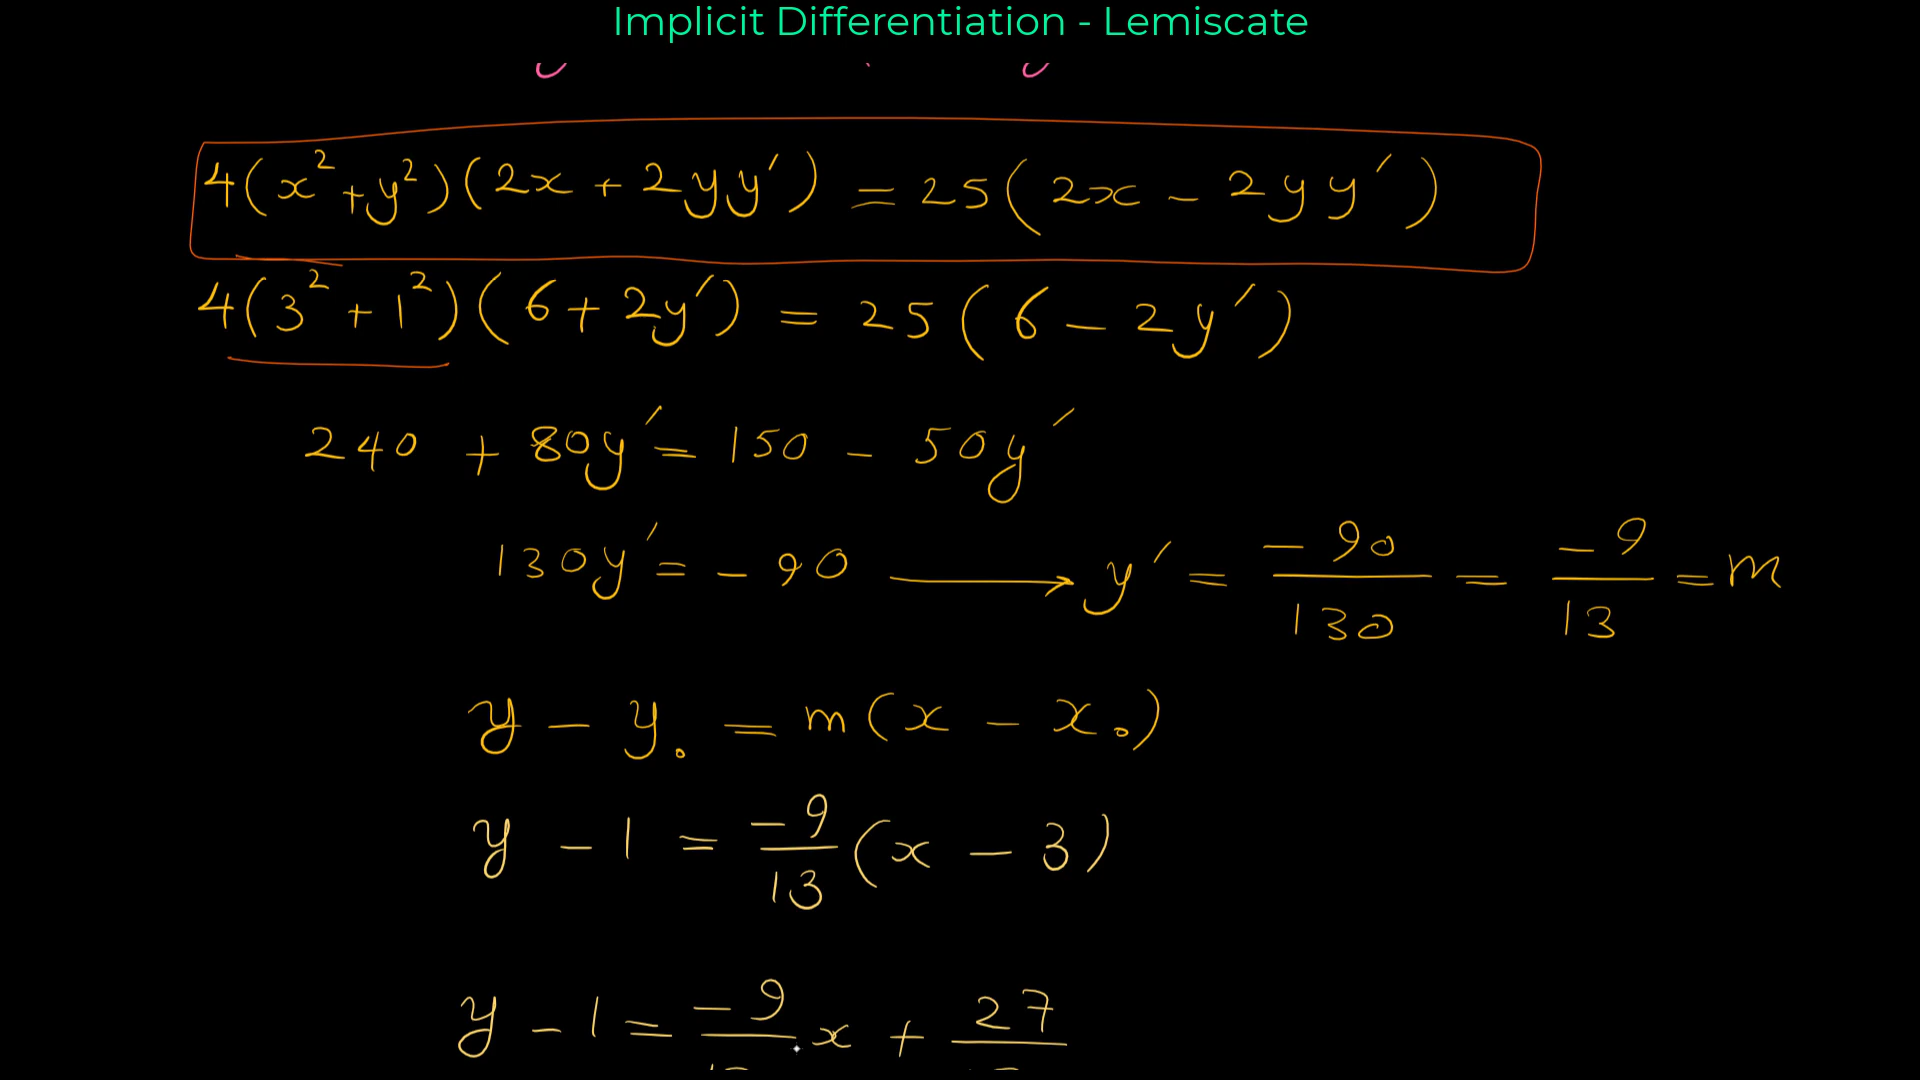 Implicit Differentiation - Lemiscate
4(x²+y²)(2x + 2yy′) = 25(2x − 2yy′)
4(3² + 1²)(6 + 2y′) = 25(6 − 2y′)
240 + 80y′ = 150 − 50y′
130y′ = −90 ⟶ y′ = −90/130 = −9/13 = m
y − y₀ = m(x − x₀)
y − 1 = −9/13 (x − 3)
y − 1 = −9/ x + 27/